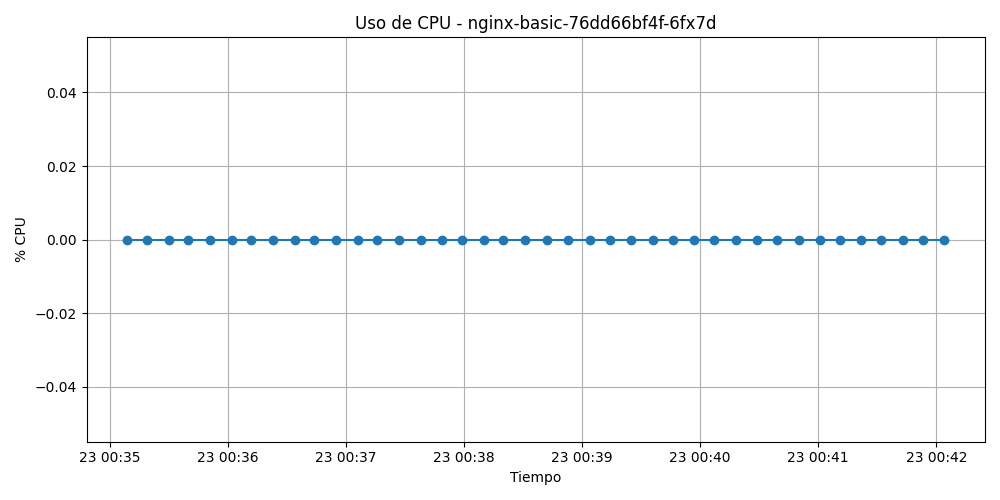 Uso de CPU - nginx-basic-76dd66bf4f-6fx7d
0.04
0.02
0.00
−0.02
−0.04
% CPU
23 00:35 23 00:36 23 00:37 23 00:38 23 00:39 23 00:40 23 00:41 23 00:42
Tiempo